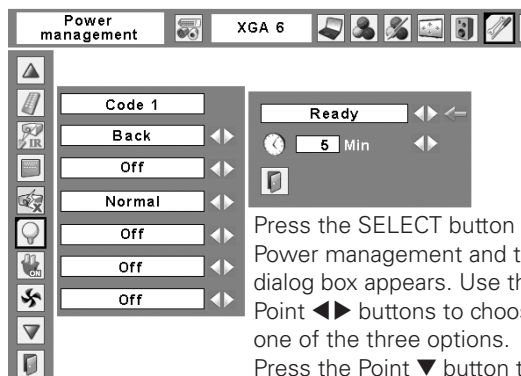 Power
management
XGA 6
IR
Code 1
Back
Off
Normal
Off
Off
Off
ON
Ready
5 Min
Press the SELECT button
Power management and
dialog box appears. Use
Point ◀▶ buttons to
one of the three options.
Press the Point ▼ button